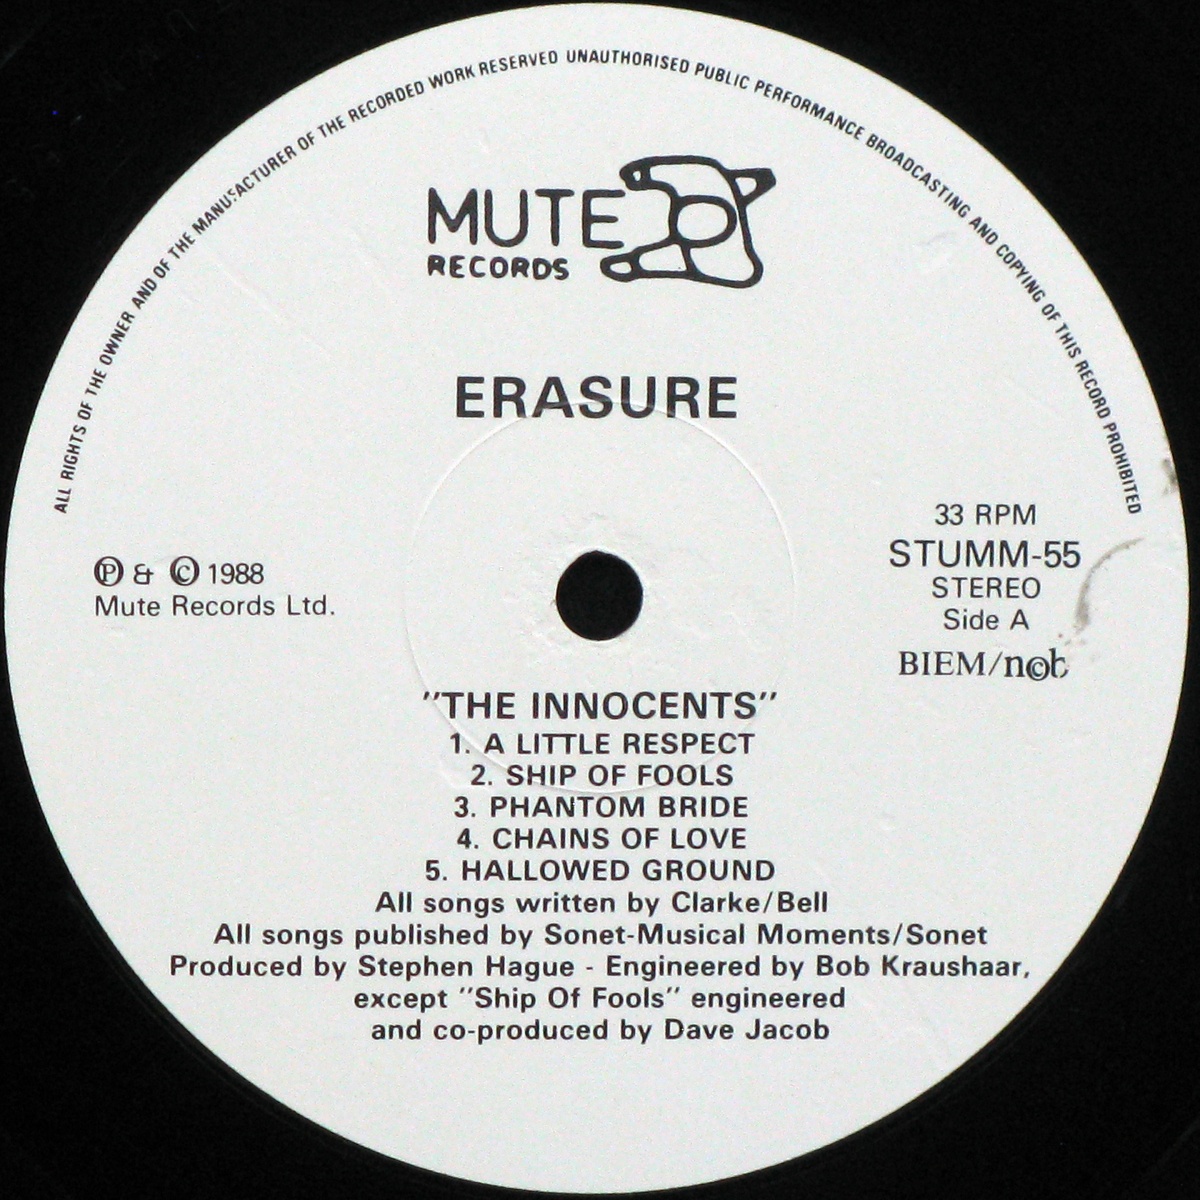 ALL RIGHTS OF THE OWNER AND OF THE MANUFACTURER OF THE RECORDED WORK RESERVED UNAUTHORISED PUBLIC PERFORMANCE BROADCASTING AND COPYING OF THIS RECORD PROHIBITED
MUTE
RECORDS
ERASURE
33 RPM
STUMM-55
STEREO
Side A
BIEM/n©b
Ⓟ & © 1988
Mute Records Ltd.
"THE INNOCENTS"
1. A LITTLE RESPECT
2. SHIP OF FOOLS
3. PHANTOM BRIDE
4. CHAINS OF LOVE
5. HALLOWED GROUND
All songs written by Clarke/Bell
All songs published by Sonet-Musical Moments/Sonet
Produced by Stephen Hague - Engineered by Bob Kraushaar,
except "Ship Of Fools" engineered
and co-produced by Dave Jacob